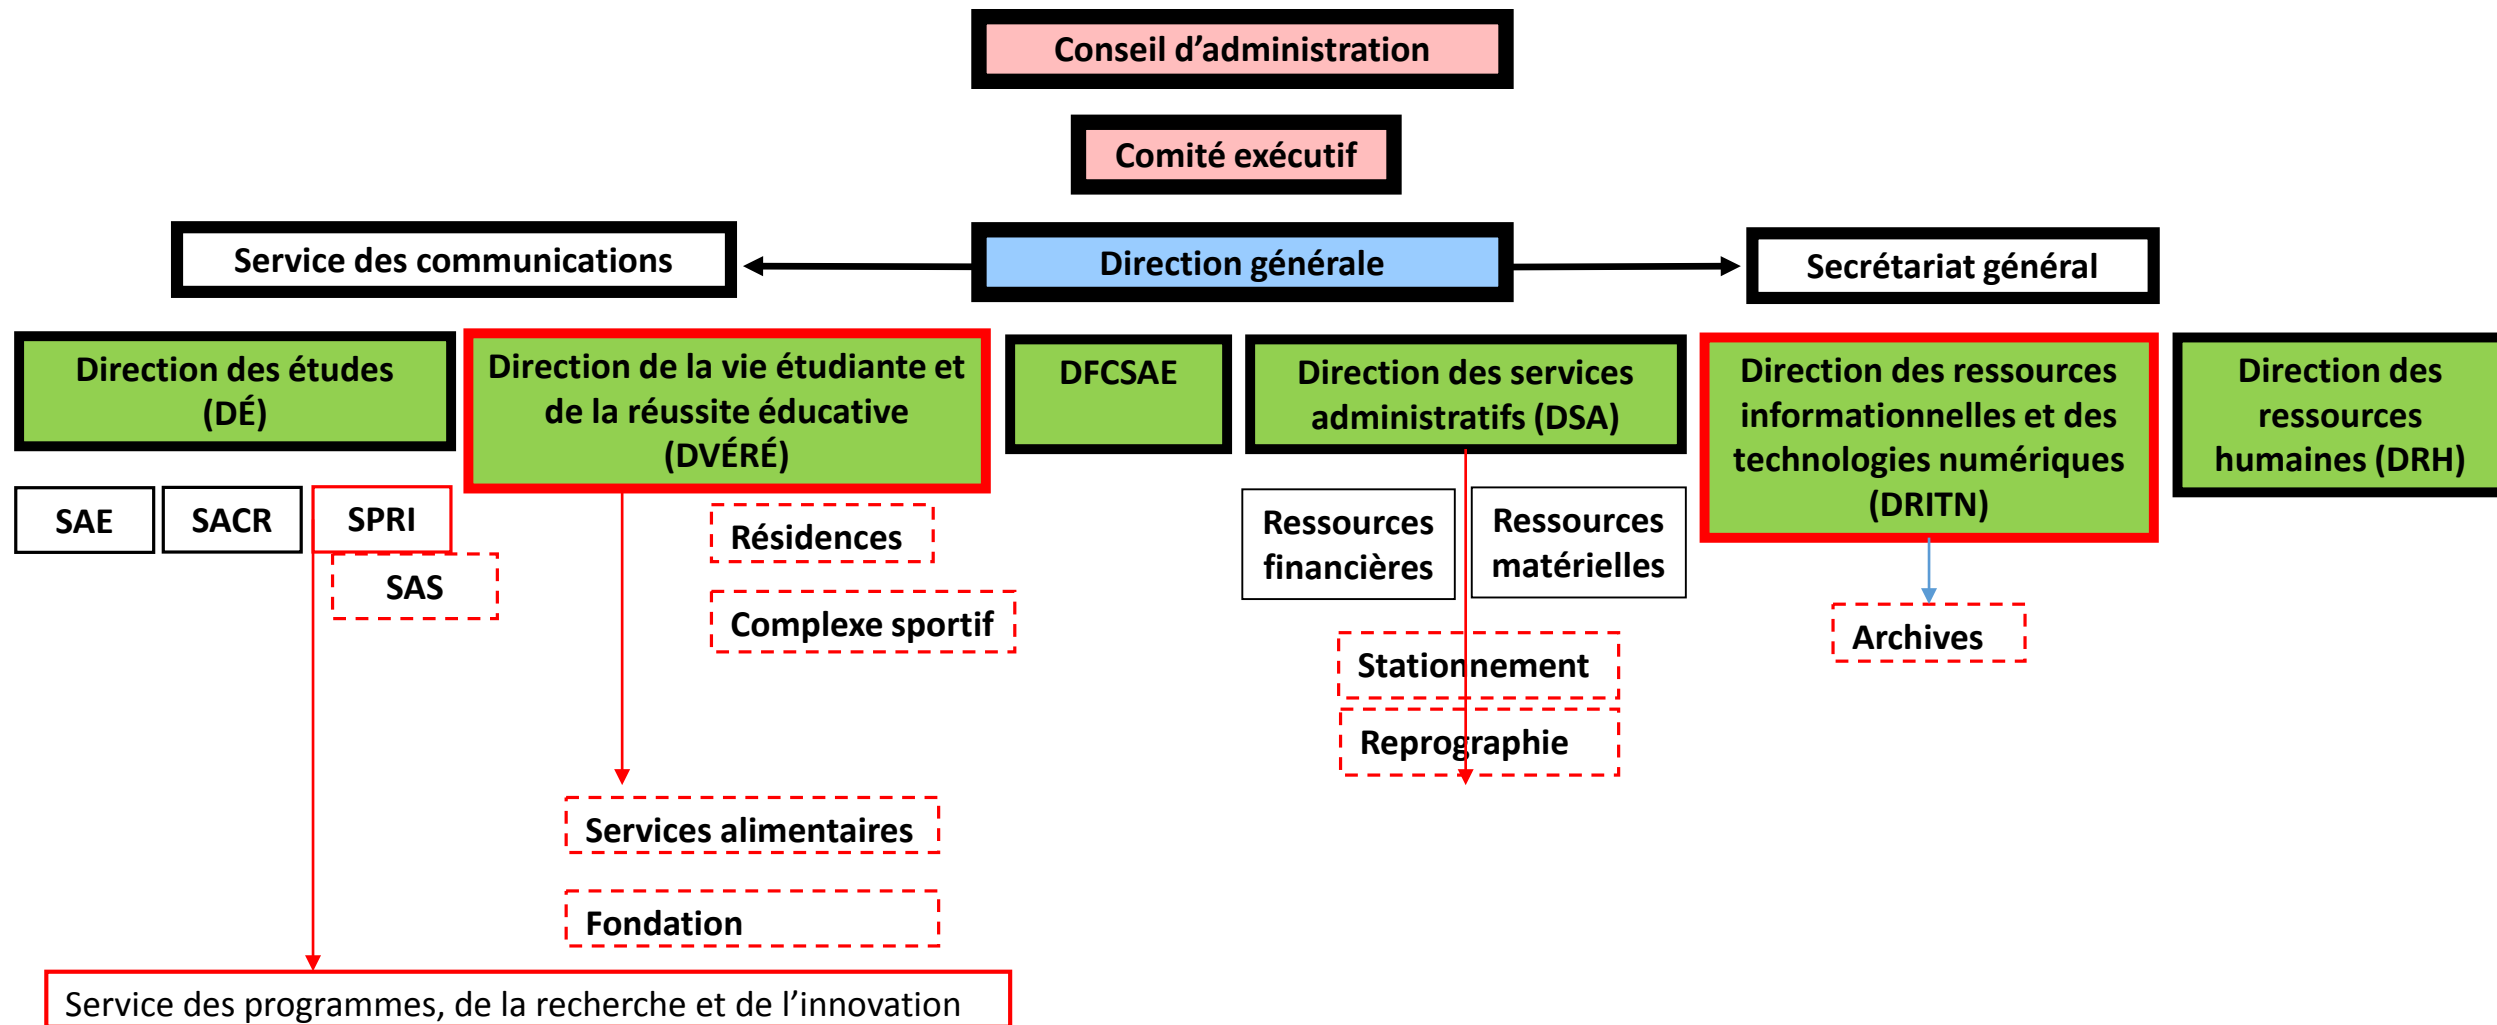 Conseil d’administration
Comité exécutif
Service des communications
Direction générale
Secrétariat général
Direction des études
(DÉ)
Direction de la vie étudiante et
de la réussite éducative
(DVÉRÉ)
DFCSAE
Direction des services
administratifs (DSA)
Direction des ressources
informationnelles et des
technologies numériques
(DRITN)
Direction des
ressources
humaines (DRH)
SAE
SACR
SPRI
SAS
Résidences
Complexe sportif
Ressources
financières
Ressources
matérielles
Stationnement
Reprographie
Archives
Services alimentaires
Fondation
Service des programmes, de la recherche et de l’innovation